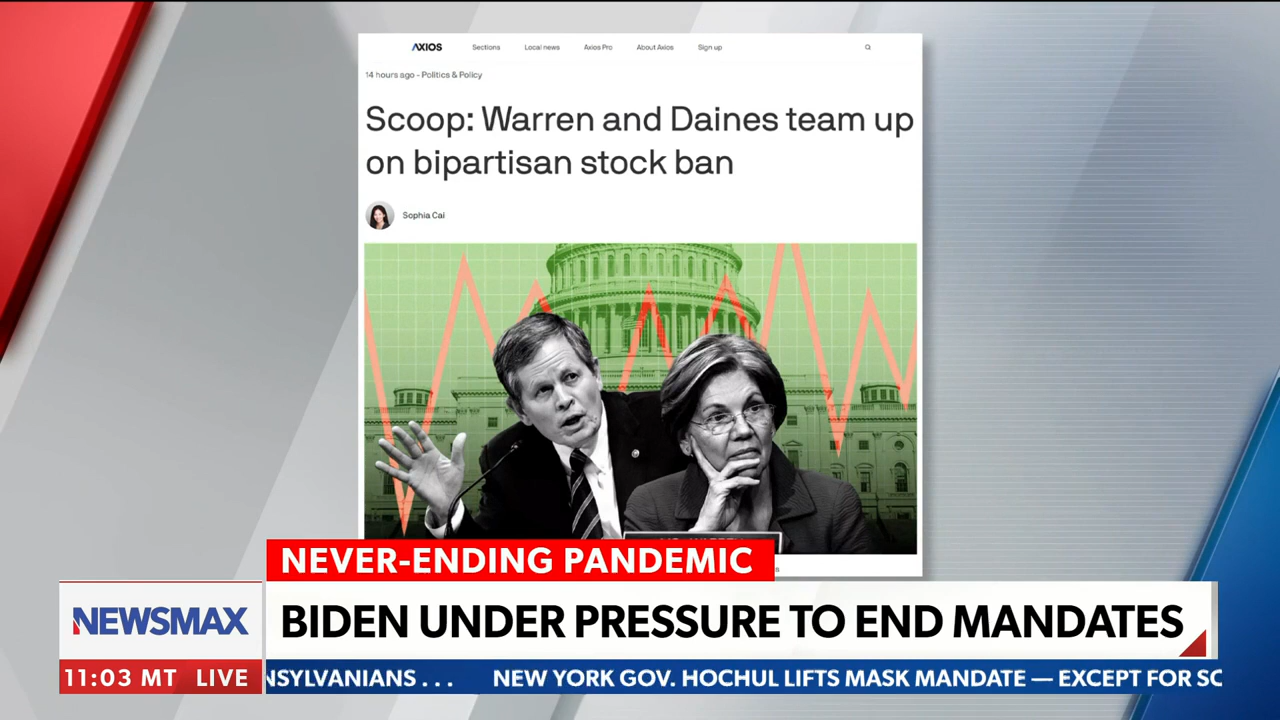 AXIOS Sections Local news Axios Pro About Axios Sign up
14 hours ago - Politics & Policy
Scoop: Warren and Daines team up
on bipartisan stock ban
Sophia Cai
NEVER-ENDING PANDEMIC
NEWSMAX
BIDEN UNDER PRESSURE TO END MANDATES
11:03 MT LIVE
NSYLVANIANS . . . NEW YORK GOV. HOCHUL LIFTS MASK MANDATE — EXCEPT FOR SC